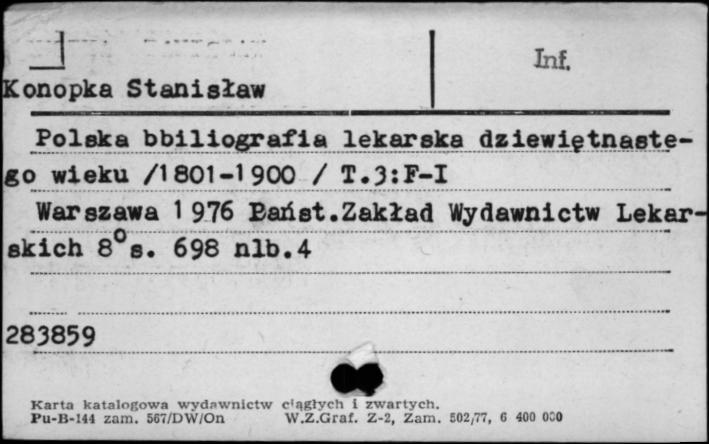 Inf.
Konopka Stanisław
Polska bbiliografia lekarska dziewiętnaste-
go wieku /1801-1900 / T.3:F-I
Warszawa 1976 Państ.Zakład Wydawnictw Lekar-
skich 8°s. 698 nlb.4
283859
Karta katalogowa wydawnictw ciągłych i zwartych.
Pu-B-144 zam. 567/DW/On W.Z.Graf. Z-2, Zam. 502/77, 6 400 000